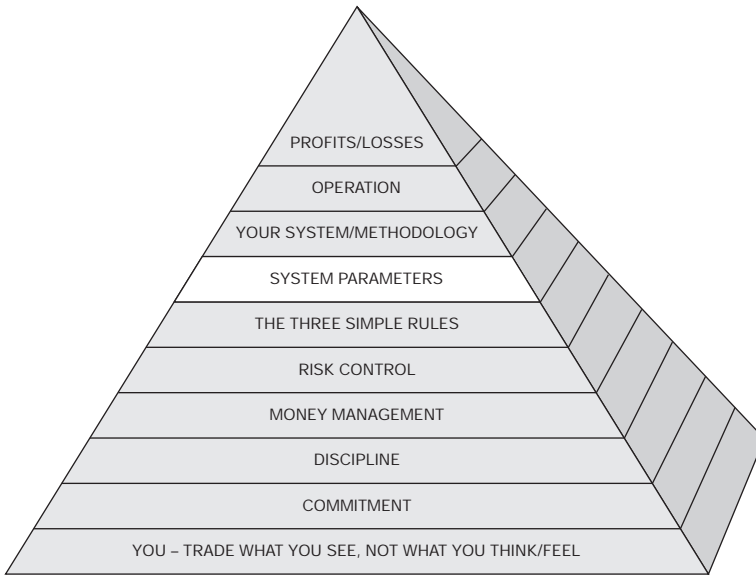 PROFITS/LOSSES
OPERATION
YOUR SYSTEM/METHODOLOGY
SYSTEM PARAMETERS
THE THREE SIMPLE RULES
RISK CONTROL
MONEY MANAGEMENT
DISCIPLINE
COMMITMENT
YOU – TRADE WHAT YOU SEE, NOT WHAT YOU THINK/FEEL